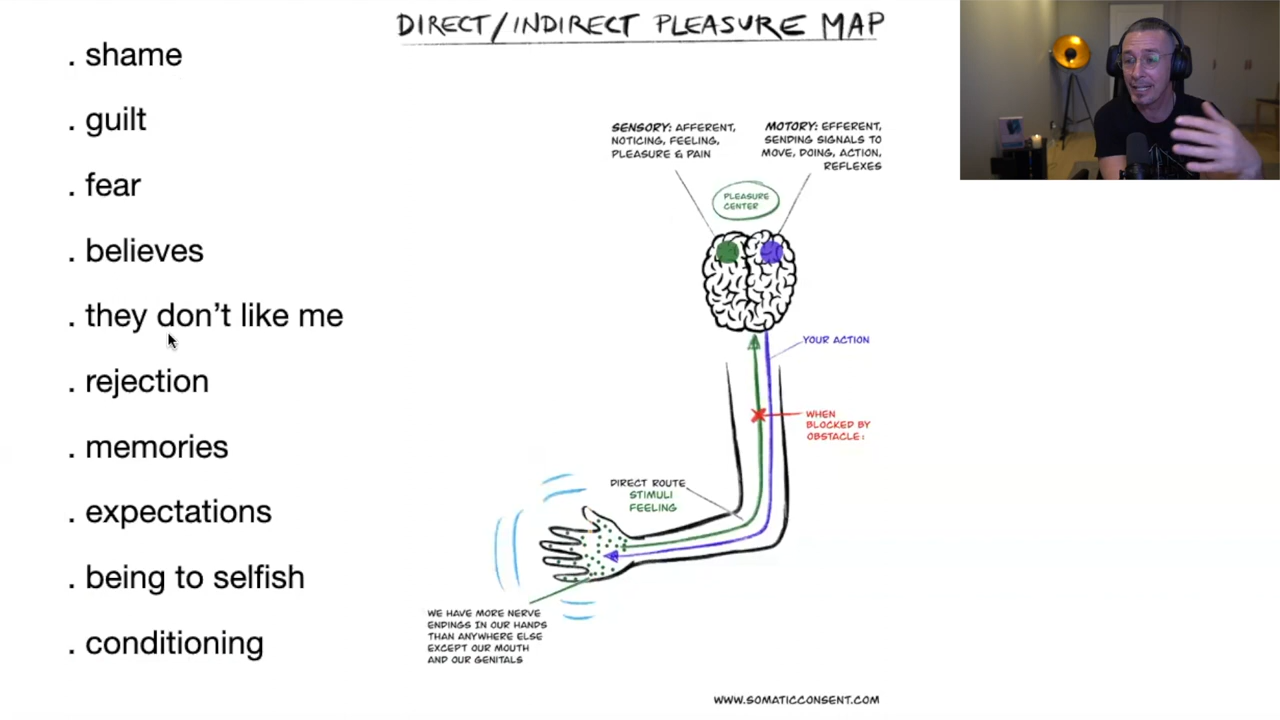 DIRECT/INDIRECT PLEASURE MAP
. shame
. guilt
. fear
. believes
. they don't like me
. rejection
. memories
. expectations
. being to selfish
. conditioning
SENSORY: AFFERENT,
NOTICING, FEELING,
PLEASURE & PAIN
MOTORY: EFFERENT,
SENDING SIGNALS TO
MOVE, DOING, ACTION,
REFLEXES
PLEASURE
CENTER
YOUR ACTION
WHEN
BLOCKED BY
OBSTACLE:
DIRECT ROUTE
STIMULI
FEELING
WE HAVE MORE NERVE
ENDINGS IN OUR HANDS
THAN ANYWHERE ELSE
EXCEPT OUR MOUTH
AND OUR GENITALS
WWW.SOMATICCONSENT.COM